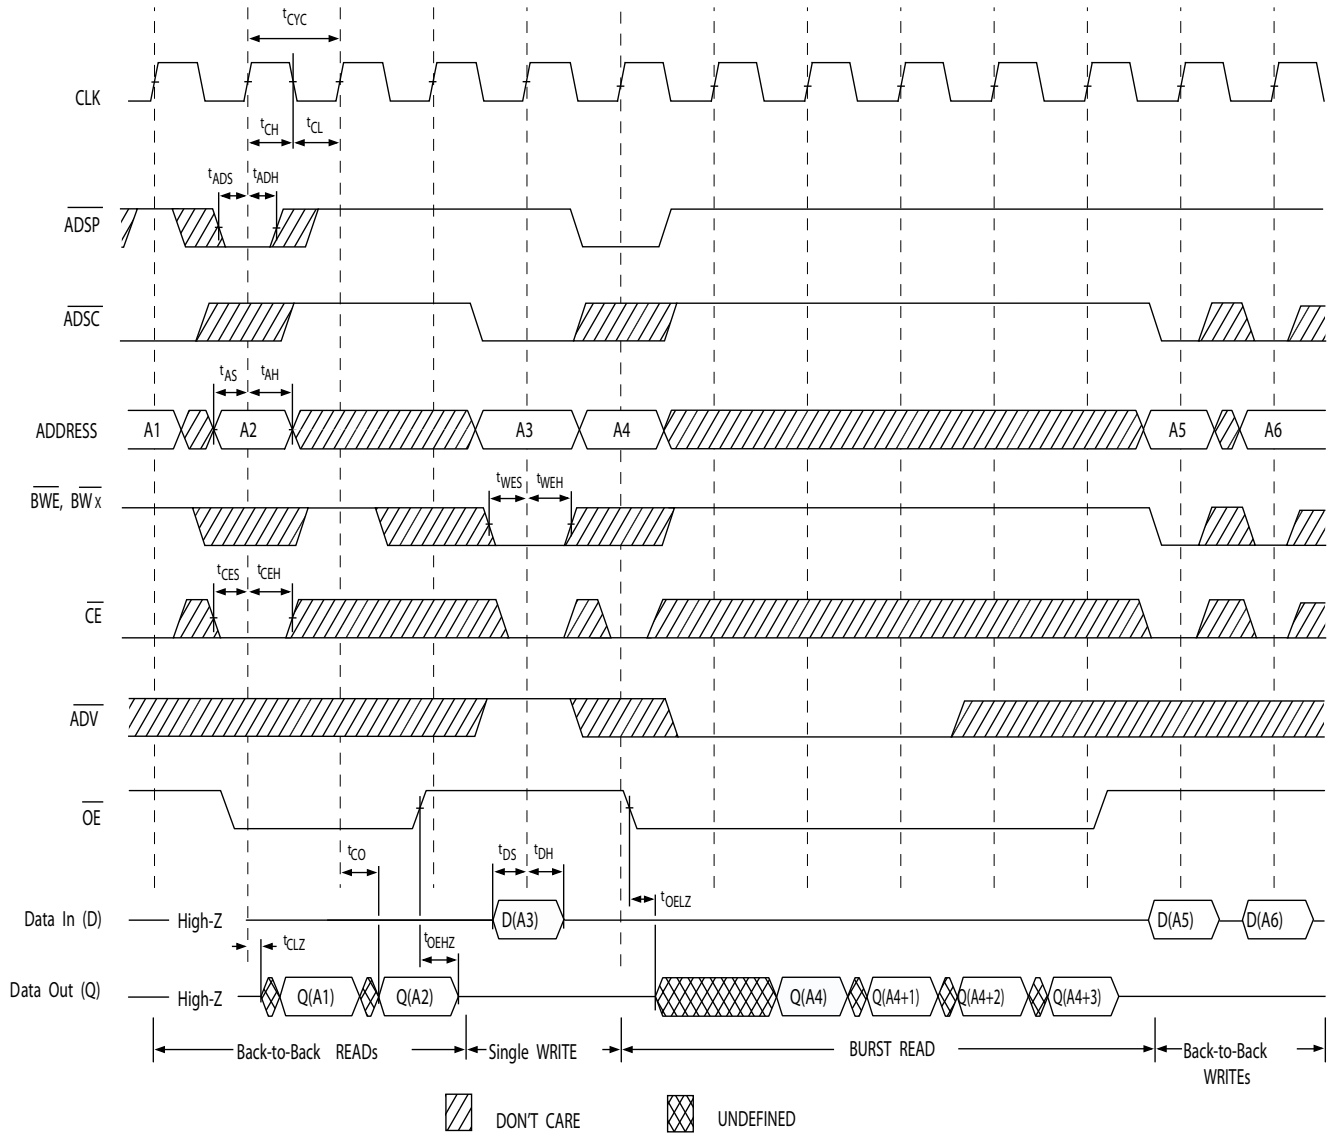 tCYC
CLK
tCH tCL
tADS tADH
ADSP
ADSC
tAS tAH
ADDRESS A1 A2 A3 A4 A5 A6
BWE, BWX
tWES tWEH
tCES tCEH
CE
ADV
OE
tCO tDS tDH
tOELZ
Data In (D) High-Z D(A3) D(A5) D(A6)
tCLZ tOEHZ
Data Out (Q) High-Z Q(A1) Q(A2) Q(A4) Q(A4+1) Q(A4+2) Q(A4+3)
Back-to-Back READs Single WRITE BURST READ Back-to-Back
WRITEs
DON'T CARE UNDEFINED